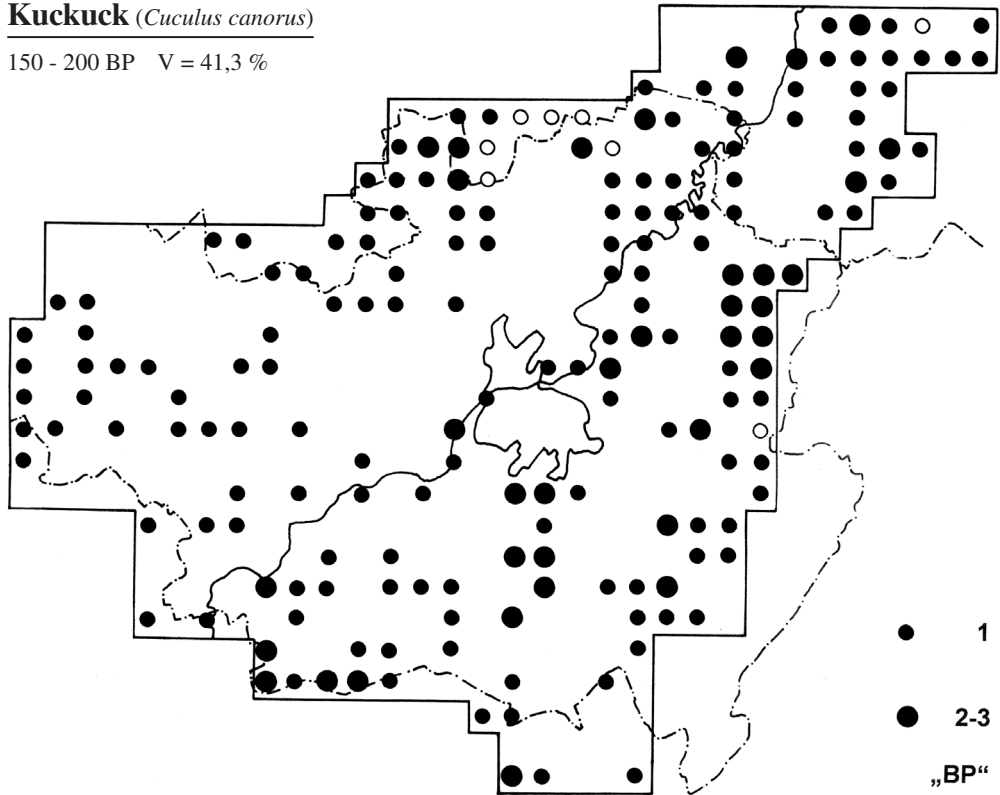 Kuckuck (Cuculus canorus)
150 - 200 BP V = 41,3 %
1
2-3
„BP“